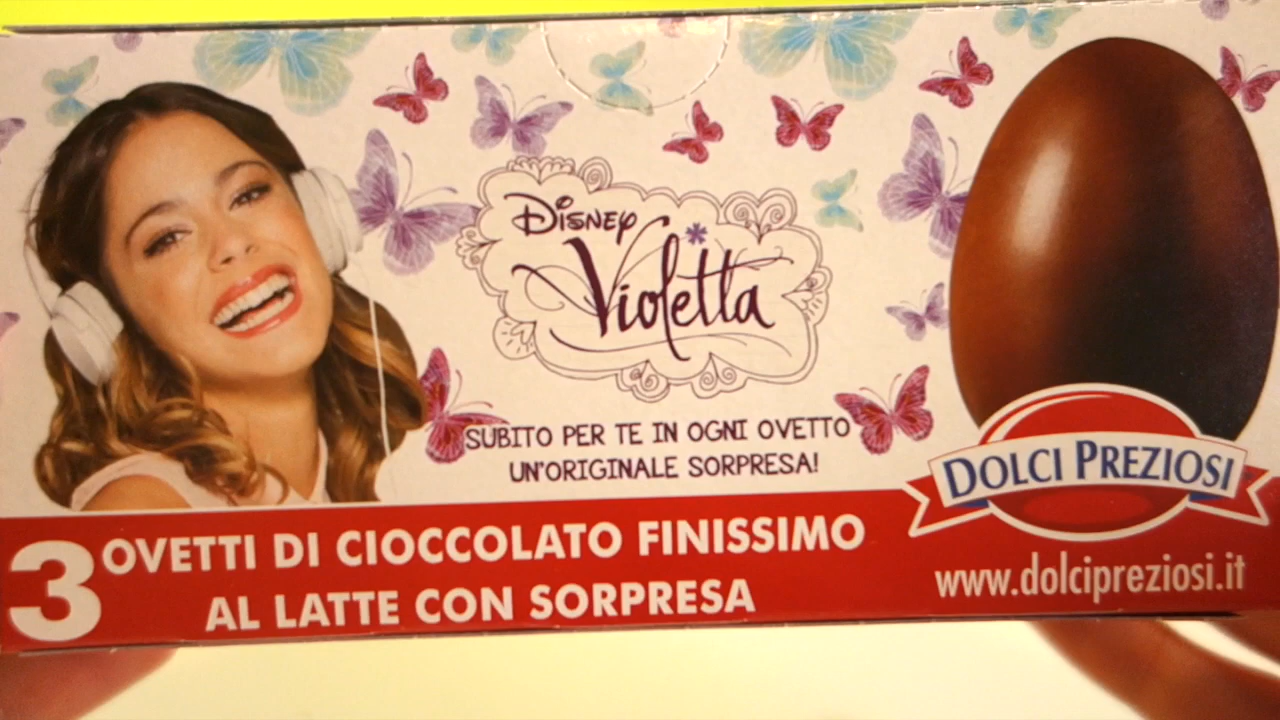 Disney
Violetta
SUBITO PER TE IN OGNI OVETTO
UN'ORIGINALE SORPRESA!
DOLCI PREZIOSI
3 OVETTI DI CIOCCOLATO FINISSIMO
AL LATTE CON SORPRESA
www.dolcipreziosi.it